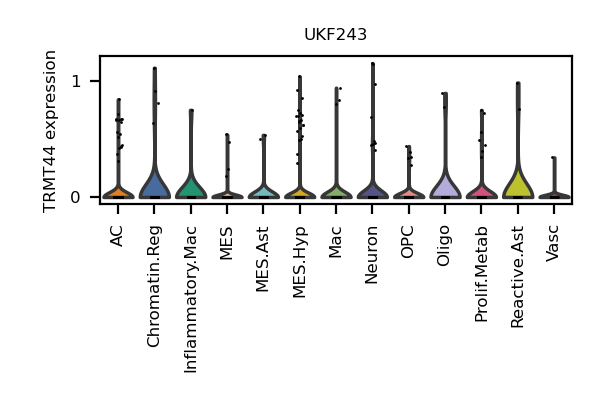 UKF243
TRMT44 expression
1
0
AC
Chromatin.Reg
Inflammatory.Mac
MES
MES.Ast
MES.Hyp
Mac
Neuron
OPC
Oligo
Prolif.Metab
Reactive.Ast
Vasc